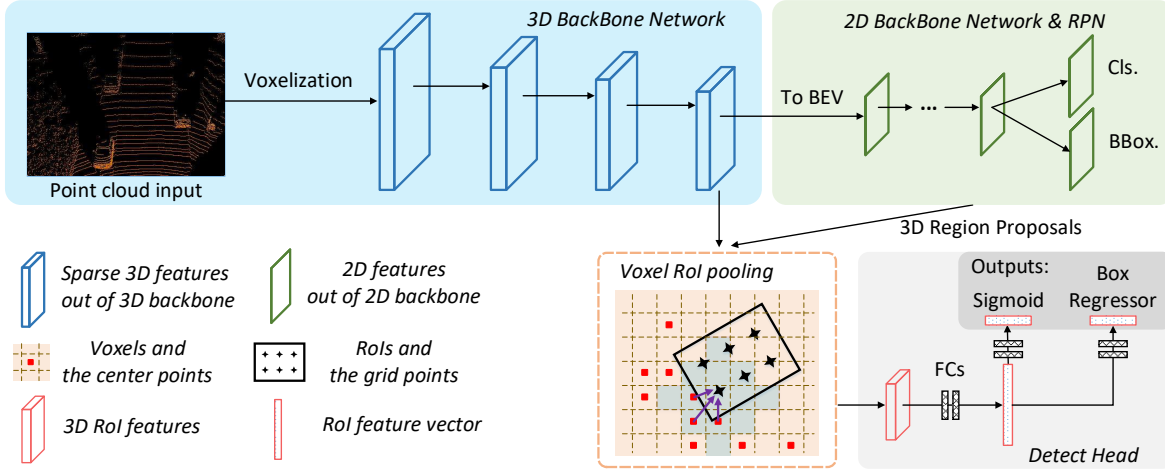 3D BackBone Network
2D BackBone Network & RPN
Voxelization
To BEV
...
Cls.
BBox.
Point cloud input
3D Region Proposals
Sparse 3D features
out of 3D backbone
2D features
out of 2D backbone
Voxels and
the center points
RoIs and
the grid points
3D RoI features
RoI feature vector
Voxel RoI pooling
Outputs:
Sigmoid
Box
Regressor
FCs
Detect Head